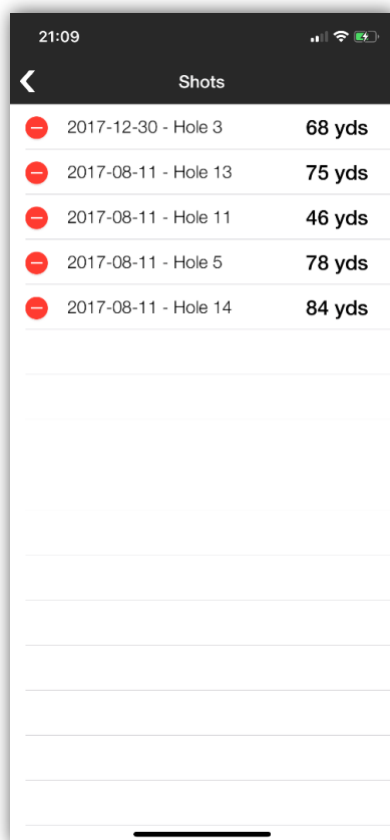 21:09
Shots
2017-12-30 - Hole 3 68 yds
2017-08-11 - Hole 13 75 yds
2017-08-11 - Hole 11 46 yds
2017-08-11 - Hole 5 78 yds
2017-08-11 - Hole 14 84 yds